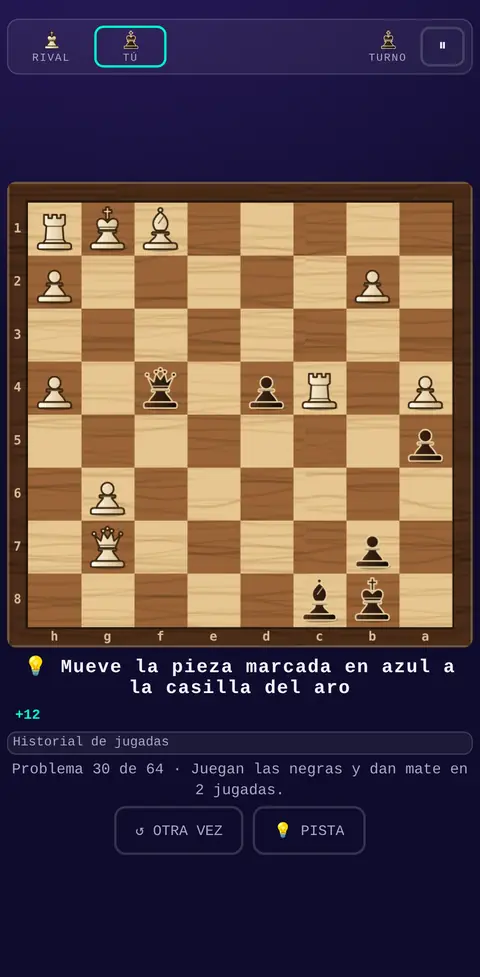 RIVAL
TÚ
TURNO
⏸
1
2
3
4
5
6
7
8
h g f e d c b a
💡 Mueve la pieza marcada en azul a
la casilla del aro
+12
Historial de jugadas
Problema 30 de 64 · Juegan las negras y dan mate en
2 jugadas.
↺ OTRA VEZ
💡 PISTA